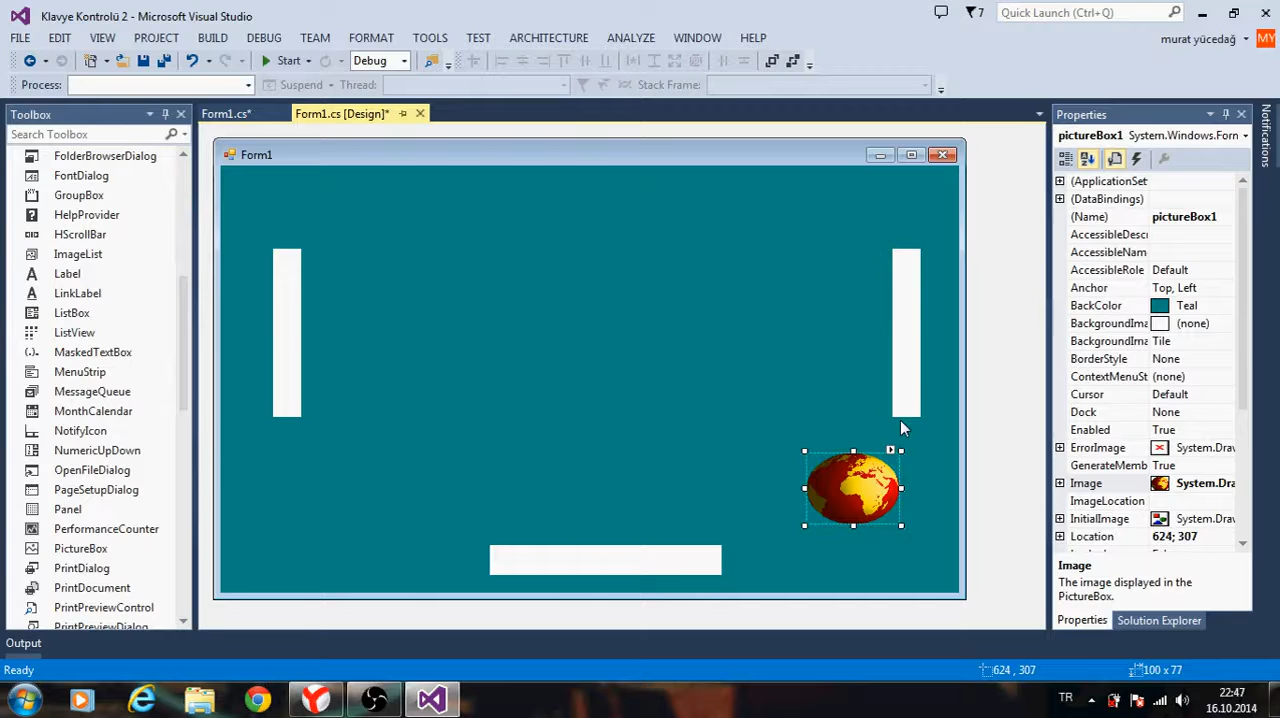 Klavye Kontrolü 2 - Microsoft Visual Studio
7
Quick Launch (Ctrl+Q)
FILE EDIT VIEW PROJECT BUILD DEBUG TEAM FORMAT TOOLS TEST ARCHITECTURE ANALYZE WINDOW HELP
murat yücedağ MY
Start Debug
Process: Suspend Thread: Stack Frame:
Toolbox
Form1.cs* Form1.cs [Design]*
Properties
Search Toolbox
pictureBox1 System.Windows.Form
Notifications
Form1
FolderBrowserDialog
FontDialog
GroupBox
HelpProvider
HScrollBar
ImageList
Label
LinkLabel
ListBox
ListView
MaskedTextBox
MenuStrip
MessageQueue
MonthCalendar
NotifyIcon
NumericUpDown
OpenFileDialog
PageSetupDialog
Panel
PerformanceCounter
PictureBox
PrintDialog
PrintDocument
PrintPreviewControl
PrintPreviewDialog
(ApplicationSet
(DataBindings)
(Name) pictureBox1
AccessibleDescr
AccessibleNam
AccessibleRole Default
Anchor Top, Left
BackColor Teal
BackgroundIma (none)
BackgroundIma Tile
BorderStyle None
ContextMenuSt (none)
Cursor Default
Dock None
Enabled True
ErrorImage System.Dra
GenerateMemb True
Image System.Dra
ImageLocation
InitialImage System.Dra
Location 624; 307
Image
The image displayed in the
PictureBox.
Properties Solution Explorer
Output
Ready 624 , 307 100 x 77
TR 22:47
16.10.2014